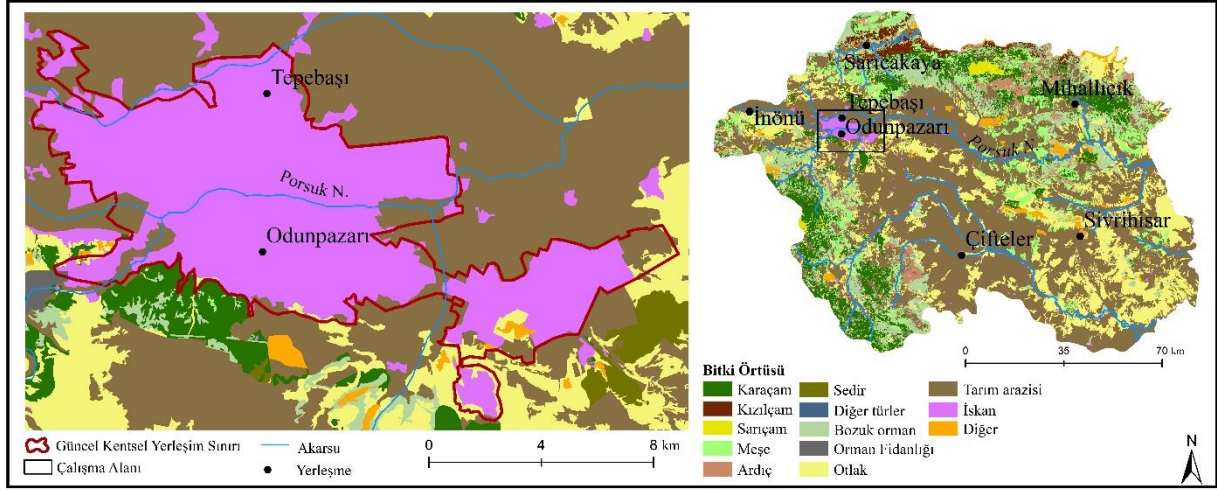 Tepebaşı
Porsuk N.
Odunpazarı
Güncel Kentsel Yerleşim Sınırı
Çalışma Alanı
Akarsu
Yerleşme
0 4 8 km
Sarıcakaya
Mihallıçık
Tepebaşı
İnönü
Odunpazarı
Porsuk N.
Sivrihisar
Çifteler
0 35 70 km
Bitki Örtüsü
Karaçam
Kızılçam
Sarıçam
Meşe
Ardıç
Sedir
Diğer türler
Bozuk orman
Orman Fidanlığı
Otlak
Tarım arazisi
İskan
Diğer
N